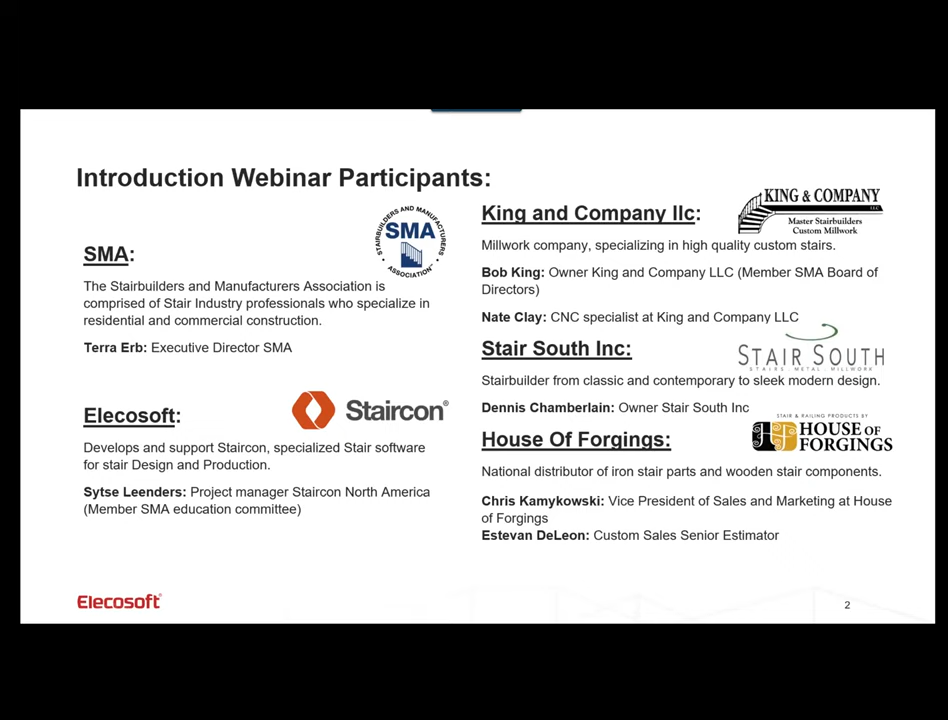 Introduction Webinar Participants:
SMA:
STAIRBUILDERS AND MANUFACTURERS
SMA
ASSOCIATION™
The Stairbuilders and Manufacturers Association is
comprised of Stair Industry professionals who specialize in
residential and commercial construction.
Terra Erb: Executive Director SMA
Elecosoft:
Staircon®
Develops and support Staircon, specialized Stair software
for stair Design and Production.
Sytse Leenders: Project manager Staircon North America
(Member SMA education committee)
King and Company llc:
KING & COMPANY
LLC
Master Stairbuilders
Custom Millwork
Millwork company, specializing in high quality custom stairs.
Bob King: Owner King and Company LLC (Member SMA Board of
Directors)
Nate Clay: CNC specialist at King and Company LLC
Stair South Inc:
STAIR SOUTH
STAIRS . METAL . MILLWORK
Stairbuilder from classic and contemporary to sleek modern design.
Dennis Chamberlain: Owner Stair South Inc
House Of Forgings:
STAIR & RAILING PRODUCTS BY
HOUSE OF
FORGINGS
National distributor of iron stair parts and wooden stair components.
Chris Kamykowski: Vice President of Sales and Marketing at House
of Forgings
Estevan DeLeon: Custom Sales Senior Estimator
Elecosoft®
2